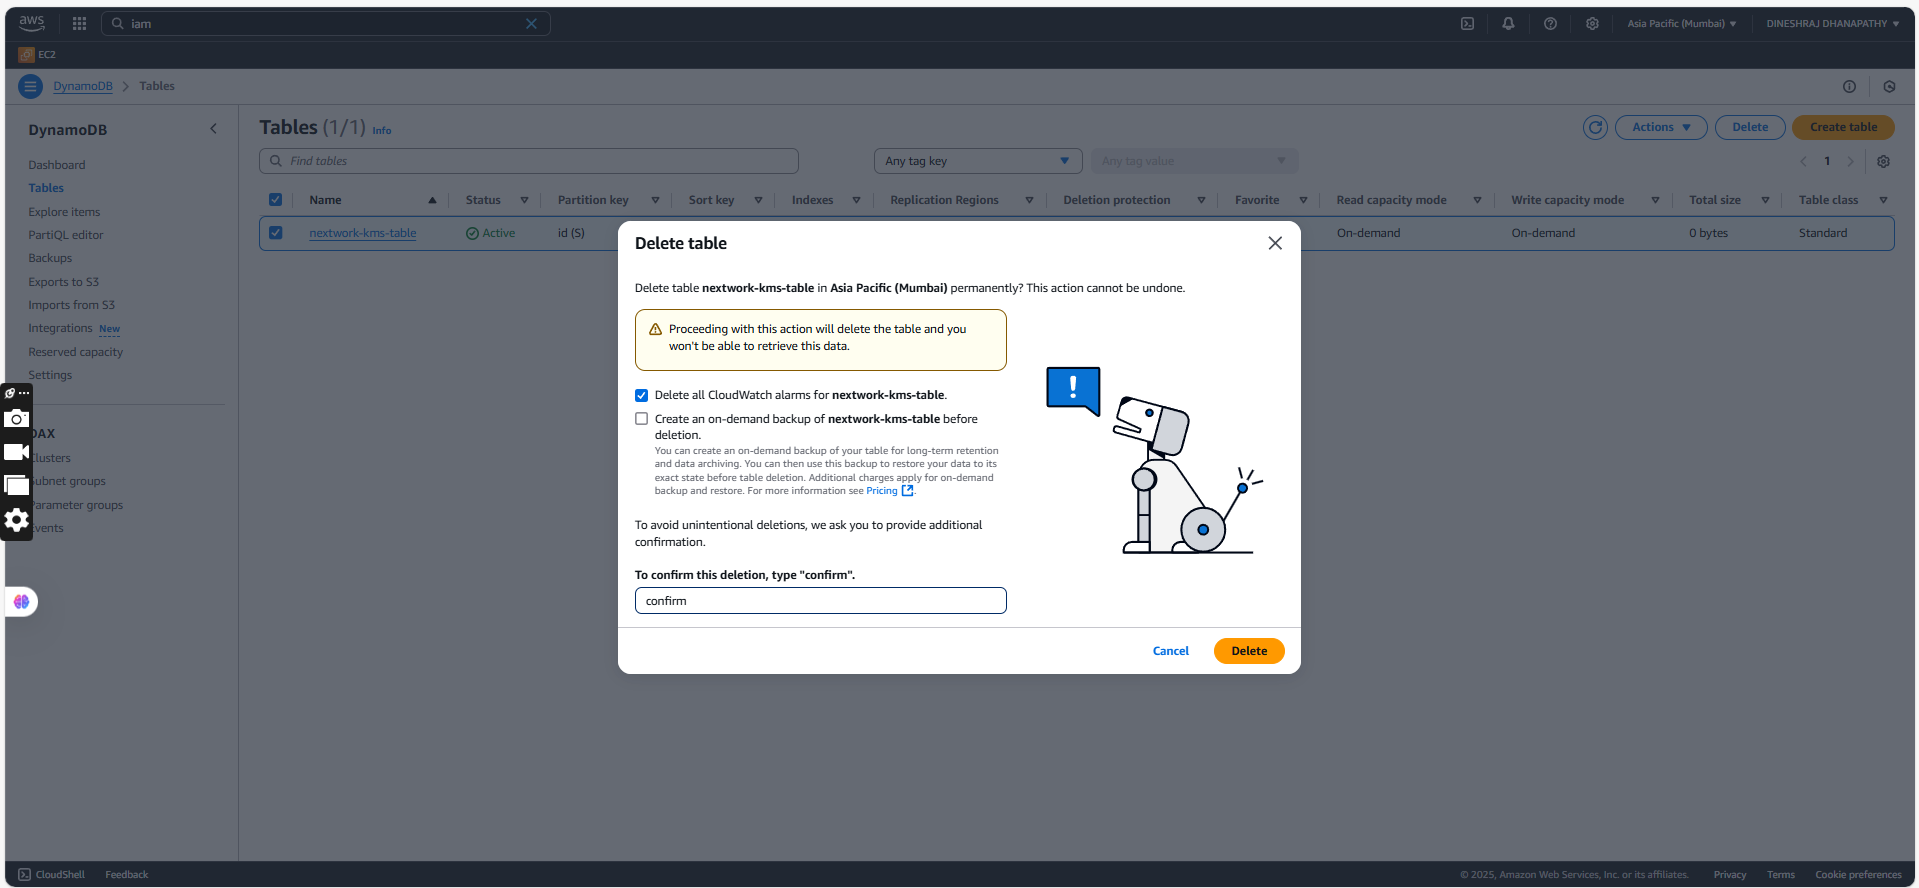 aws
iam
Asia Pacific (Mumbai)
DINESHRAJ DHANAPATHY
EC2
DynamoDB
Tables
DynamoDB
Dashboard
Tables
Explore items
PartiQL editor
Backups
Exports to S3
Imports from S3
Integrations New
Reserved capacity
Settings
DAX
Clusters
Subnet groups
Parameter groups
Events
Tables (1/1) Info
Actions
Delete
Create table
Find tables
Any tag key
Any tag value
1
Name
Status
Partition key
Sort key
Indexes
Replication Regions
Deletion protection
Favorite
Read capacity mode
Write capacity mode
Total size
Table class
nextwork-kms-table
Active
id (S)
On-demand
On-demand
0 bytes
Standard
Delete table
Delete table nextwork-kms-table in Asia Pacific (Mumbai) permanently? This action cannot be undone.
Proceeding with this action will delete the table and you
won't be able to retrieve this data.
Delete all CloudWatch alarms for nextwork-kms-table.
Create an on-demand backup of nextwork-kms-table before
deletion.
You can create an on-demand backup of your table for long-term retention
and data archiving. You can then use this backup to restore your data to its
exact state before table deletion. Additional charges apply for on-demand
backup and restore. For more information see Pricing.
!
To avoid unintentional deletions, we ask you to provide additional
confirmation.
To confirm this deletion, type "confirm".
confirm
Cancel
Delete
CloudShell
Feedback
© 2025, Amazon Web Services, Inc. or its affiliates.
Privacy
Terms
Cookie preferences